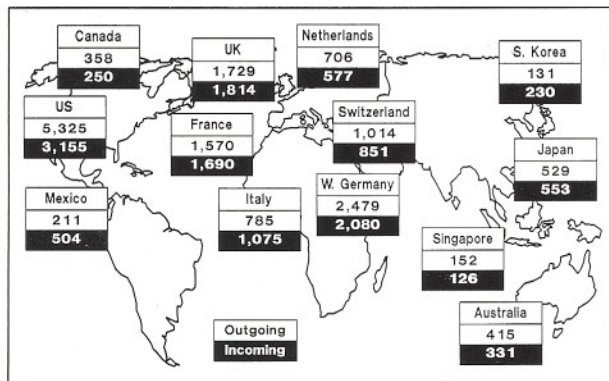 Canada
358
250
UK
1,729
1,814
Netherlands
706
577
S. Korea
131
230
US
5,325
3,155
France
1,570
1,690
Switzerland
1,014
851
Japan
529
553
Mexico
211
504
Italy
785
1,075
W. Germany
2,479
2,080
Singapore
152
126
Australia
415
331
Outgoing
Incoming